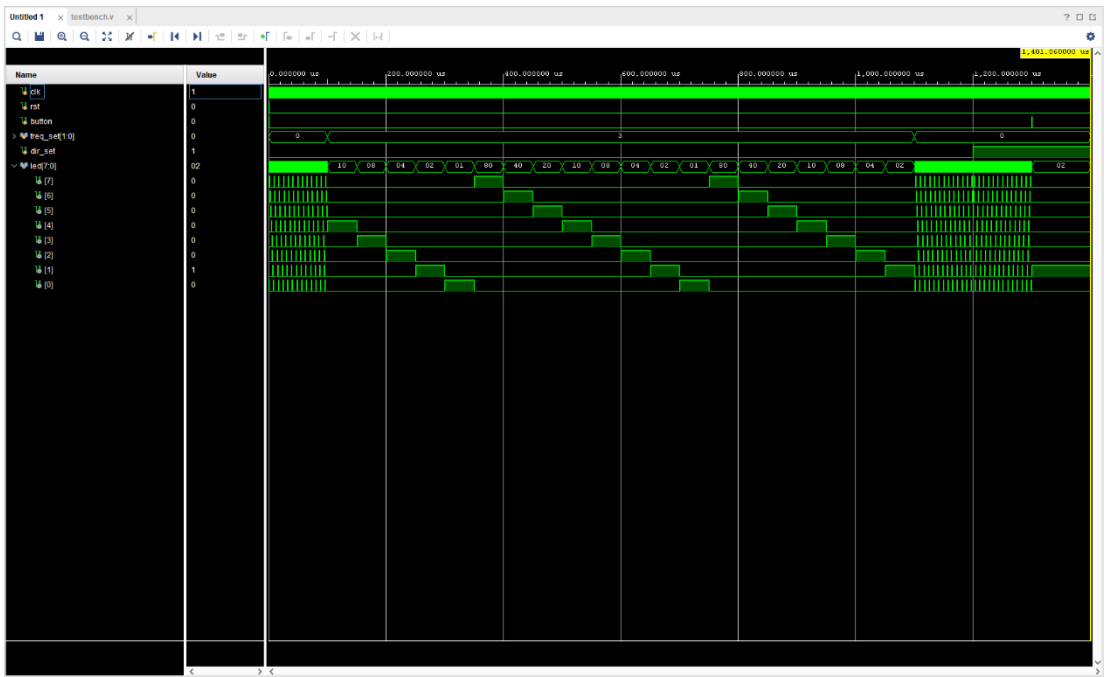 Untitled 1 × testbench.v × ? □
1,401.060000 us
Name Value 0.000000 us 200.000000 us 400.000000 us 600.000000 us 800.000000 us 1,000.000000 us 1,200.000000 us
clk 1
rst 0
button 0
freq_set[1:0] 0 0 3 0
dir_set 1
led[7:0] 02 10 08 04 02 01 80 40 20 10 08 04 02 01 80 40 20 10 08 04 02 02
[7] 0
[6] 0
[5] 0
[4] 0
[3] 0
[2] 0
[1] 1
[0] 0